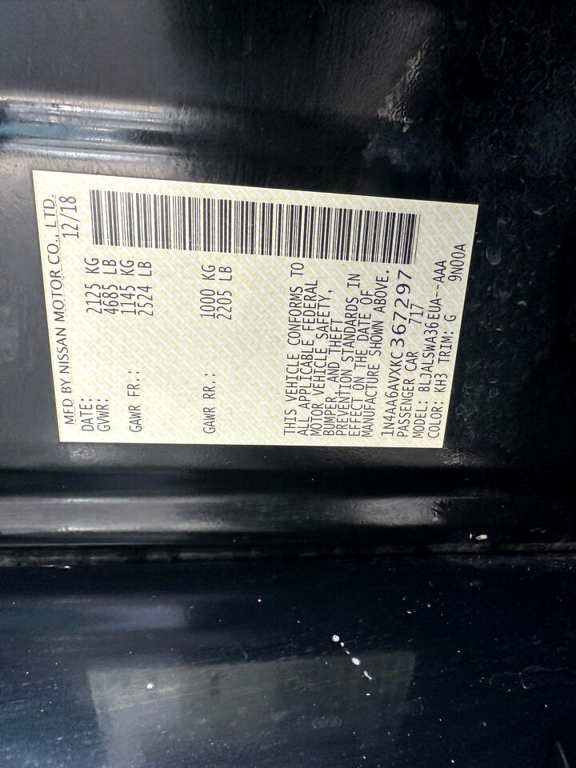 MFD BY NISSAN MOTOR CO., LTD.
DATE: 12/18
GVWR: 2125 KG
4685 LB
GAWR FR.: 1145 KG
2524 LB
GAWR RR.: 1000 KG
2205 LB
THIS VEHICLE CONFORMS TO
ALL APPLICABLE FEDERAL
MOTOR VEHICLE SAFETY,
BUMPER, AND THEFT
PREVENTION STANDARDS IN
EFFECT ON THE DATE OF
MANUFACTURE SHOWN ABOVE.
1N4AA6AVXKC367297
PASSENGER CAR 717
MODEL: BLJALSWA36EUA--AAA
COLOR: KH3 TRIM: G 9N00A